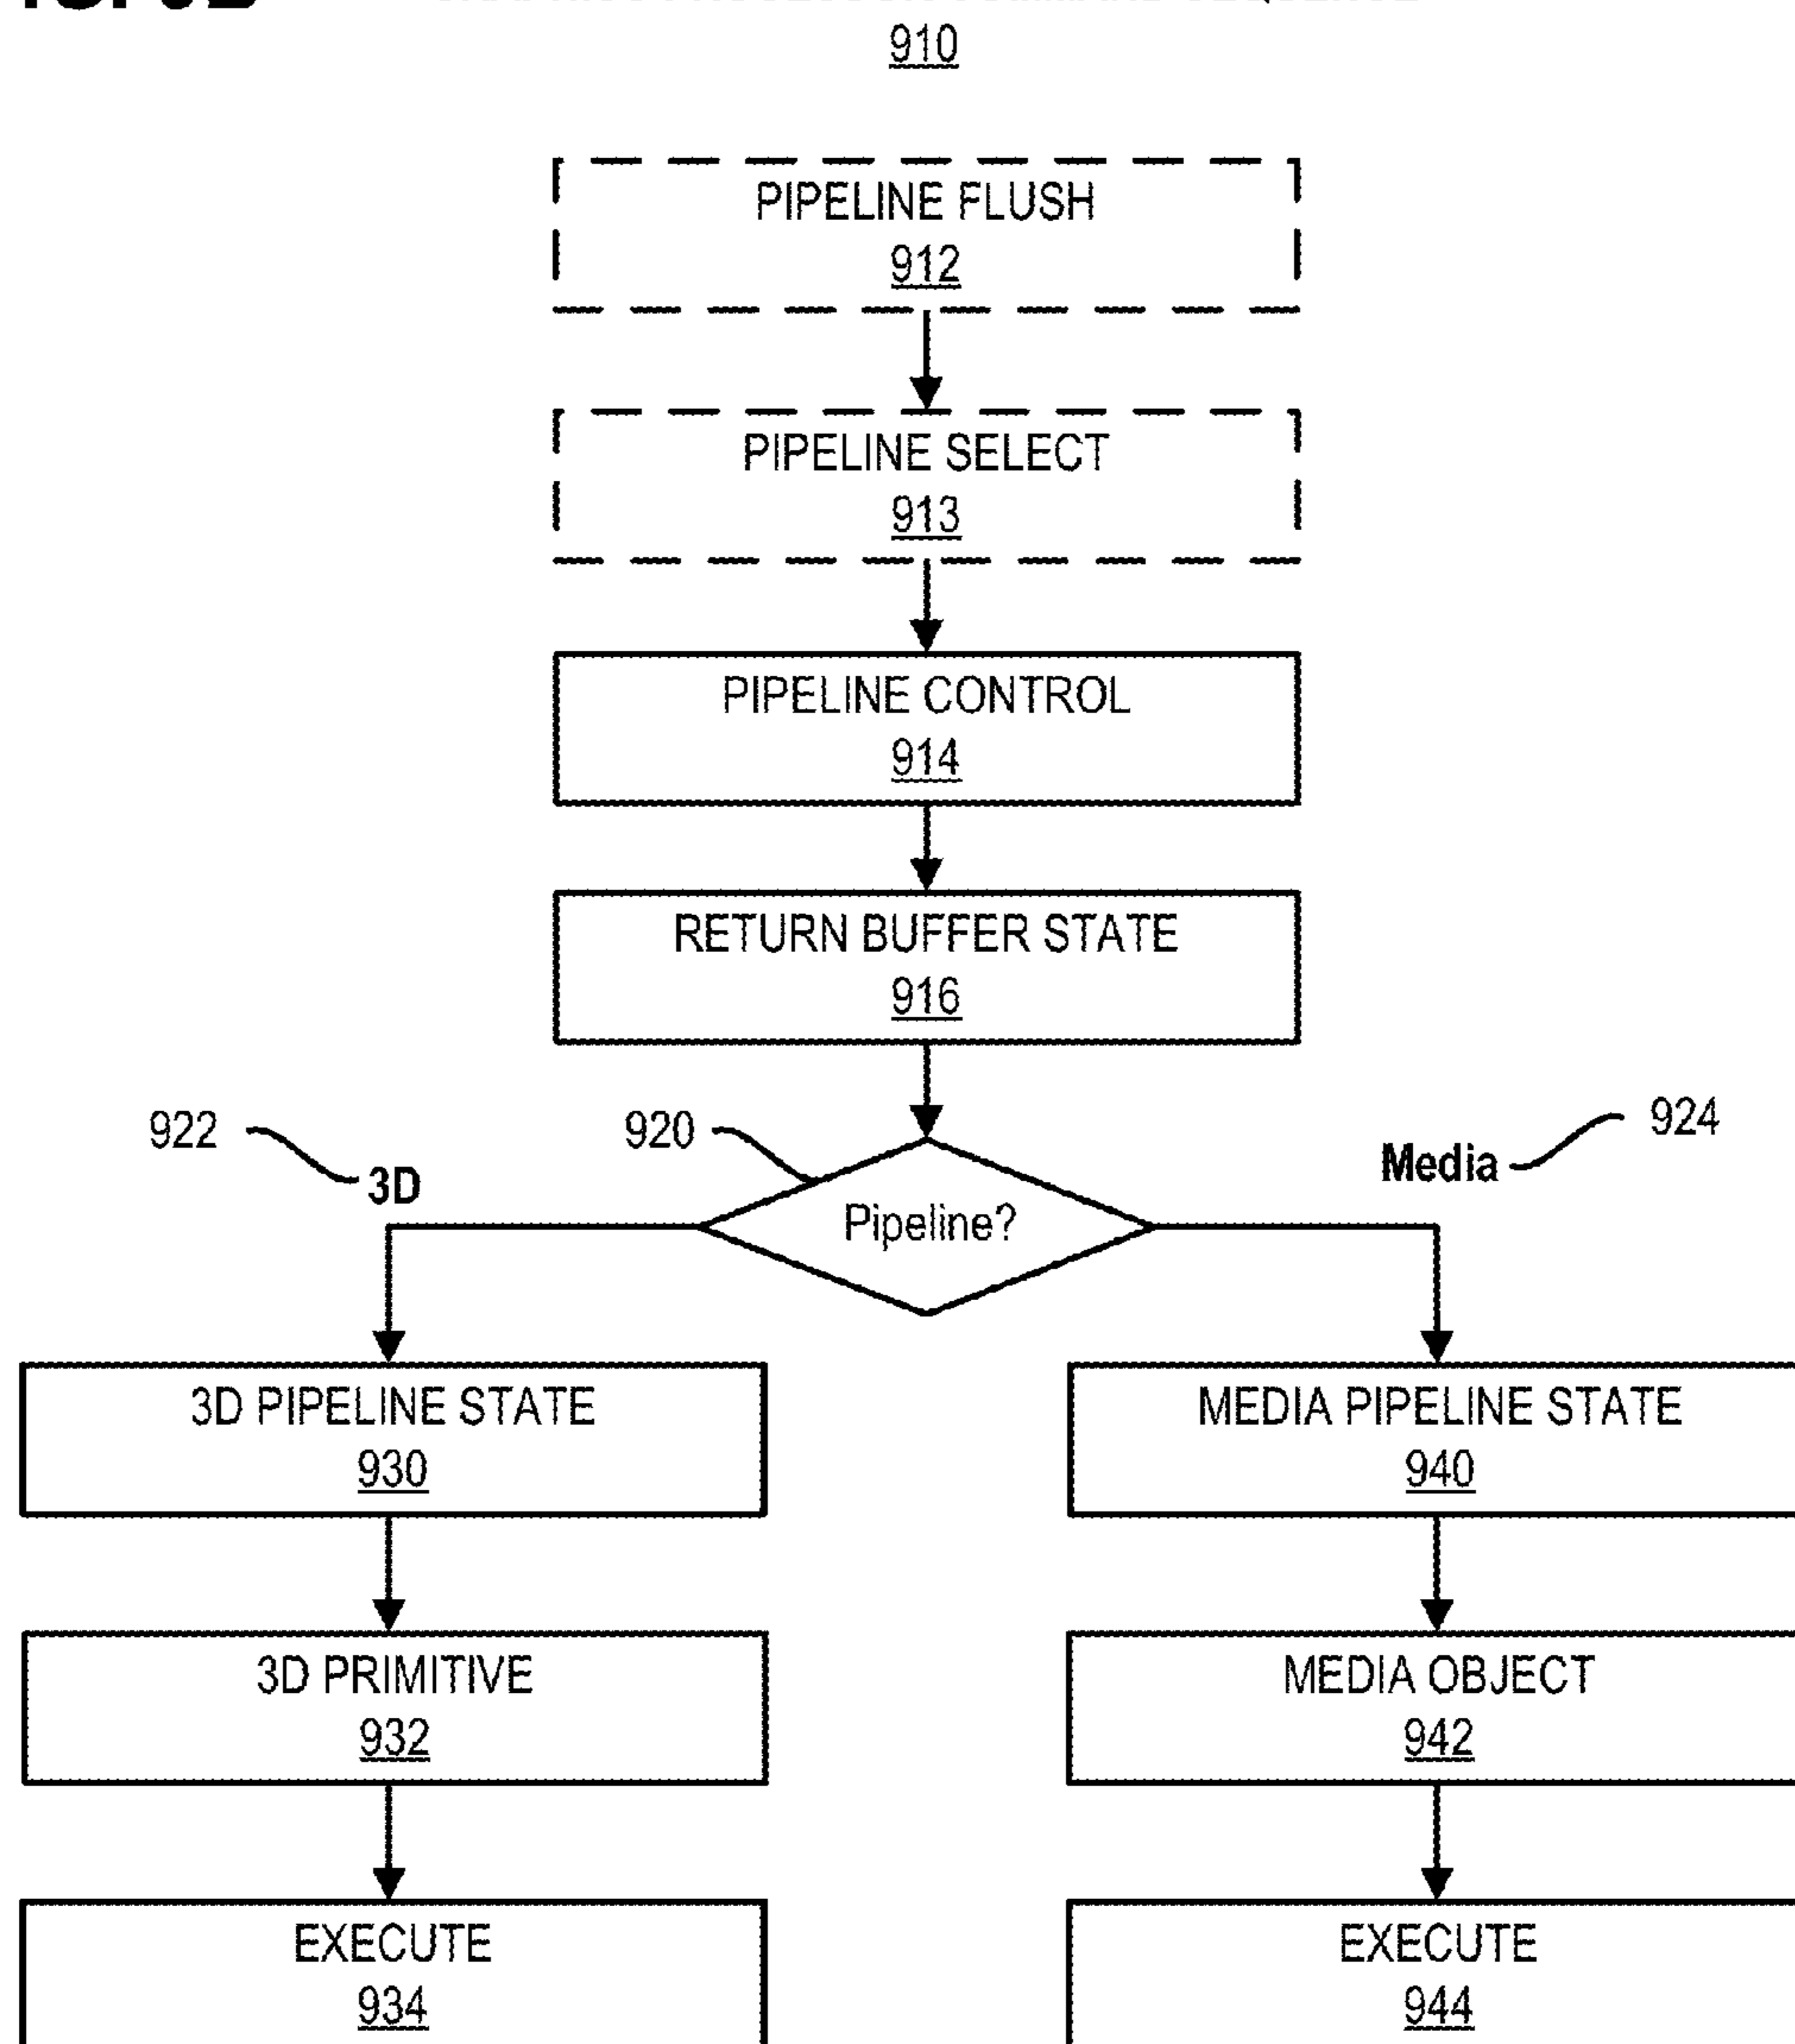 910
PIPELINE FLUSH
912
PIPELINE SELECT
913
PIPELINE CONTROL
914
RETURN BUFFER STATE
916
922
920
924
3D
Media
Pipeline?
3D PIPELINE STATE
930
MEDIA PIPELINE STATE
940
3D PRIMITIVE
932
MEDIA OBJECT
942
EXECUTE
934
EXECUTE
944